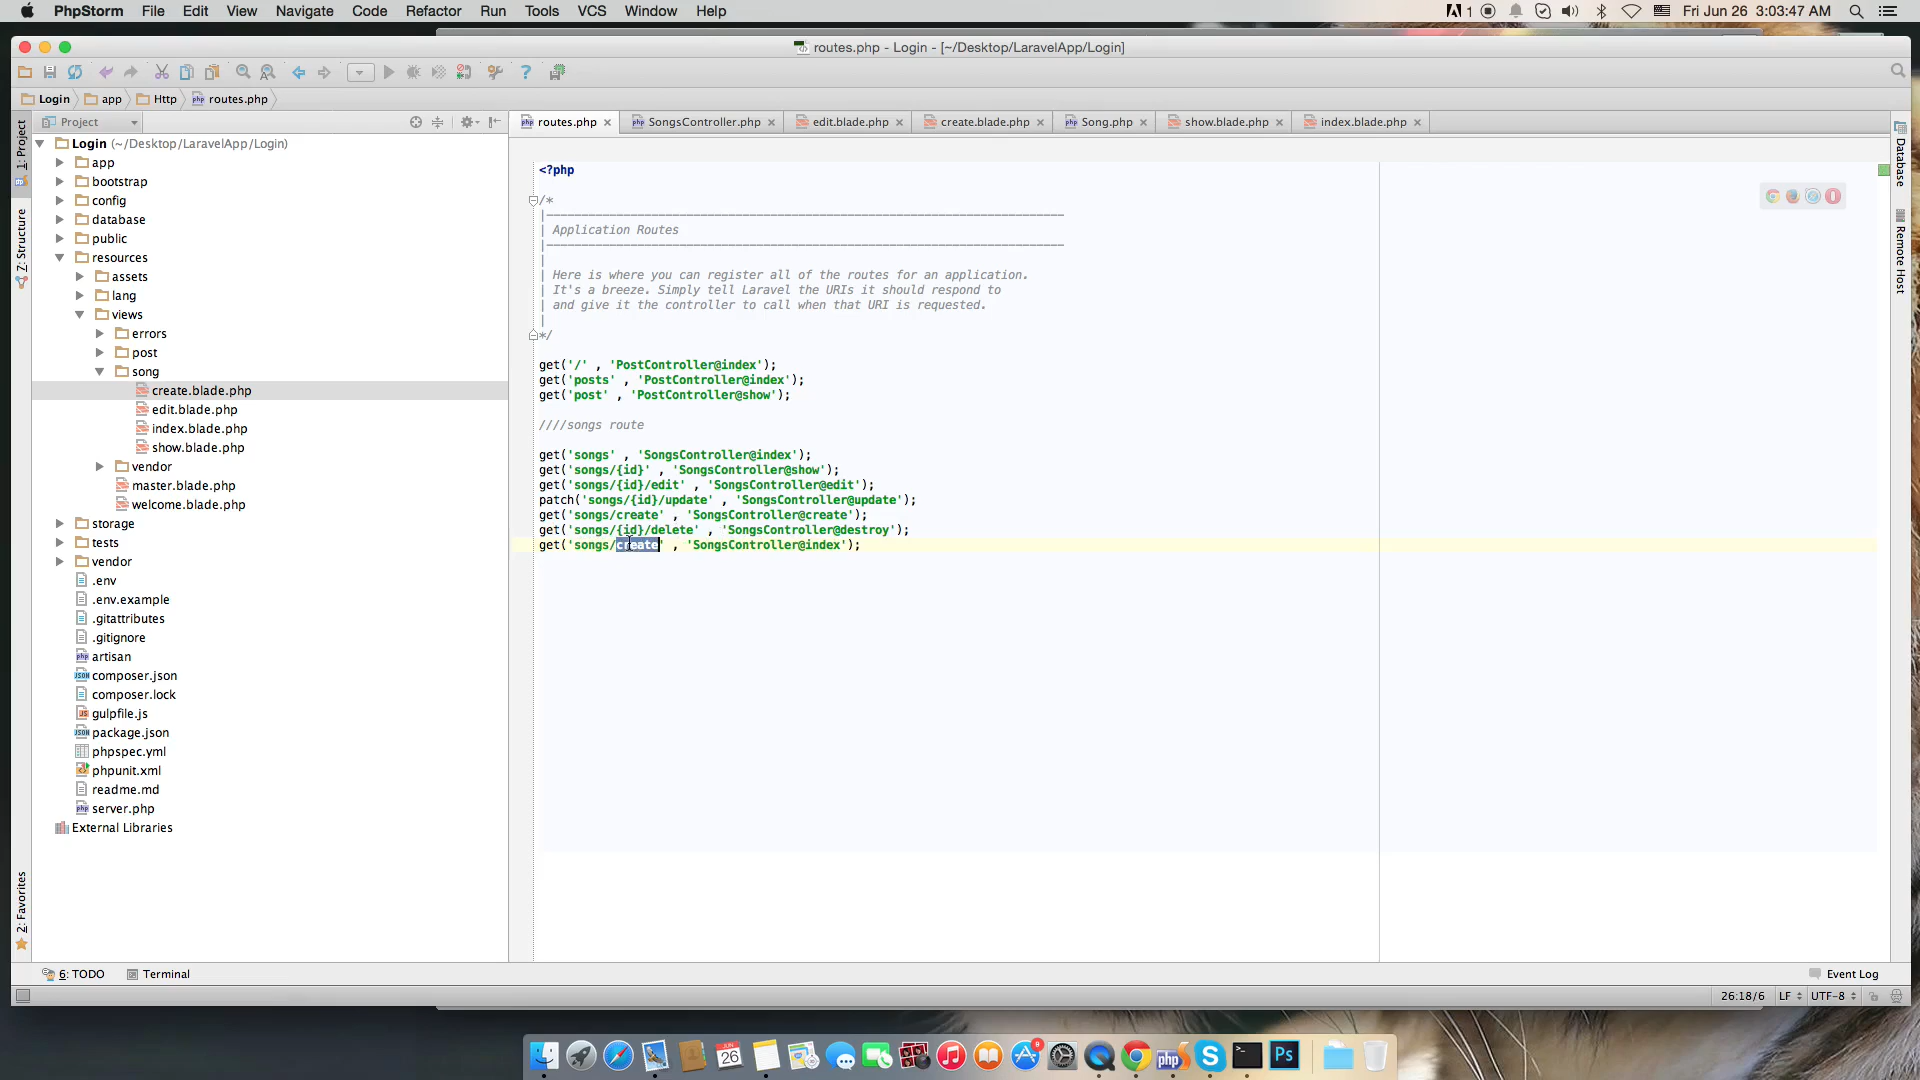 PhpStorm File Edit View Navigate Code Refactor Run Tools VCS Window Help
1 Fri Jun 26 3:03:47 AM
routes.php - Login - [~/Desktop/LaravelApp/Login]
Login app Http routes.php
Project
routes.php SongsController.php edit.blade.php create.blade.php Song.php show.blade.php index.blade.php
1: Project
Z: Structure
2: Favorites
Login (~/Desktop/LaravelApp/Login)
app
bootstrap
config
database
public
resources
assets
lang
views
errors
post
song
create.blade.php
edit.blade.php
index.blade.php
show.blade.php
vendor
master.blade.php
welcome.blade.php
storage
tests
vendor
.env
.env.example
.gitattributes
.gitignore
artisan
composer.json
composer.lock
gulpfile.js
package.json
phpspec.yml
phpunit.xml
readme.md
server.php
External Libraries
<?php
/*
|--------------------------------------------------------------------------
| Application Routes
|--------------------------------------------------------------------------
|
| Here is where you can register all of the routes for an application.
| It's a breeze. Simply tell Laravel the URIs it should respond to
| and give it the controller to call when that URI is requested.
|
*/
get('/' , 'PostController@index');
get('posts' , 'PostController@index');
get('post' , 'PostController@show');
////songs route
get('songs' , 'SongsController@index');
get('songs/{id}' , 'SongsController@show');
get('songs/{id}/edit' , 'SongsController@edit');
patch('songs/{id}/update' , 'SongsController@update');
get('songs/create' , 'SongsController@create');
get('songs/{id}/delete' , 'SongsController@destroy');
get('songs/create' , 'SongsController@index');
Database
Remote Host
6: TODO Terminal Event Log
26:18/6 LF UTF-8
JUN
26
9
php
Ps